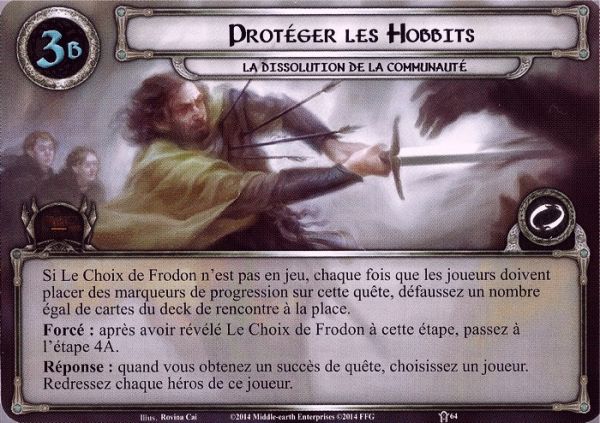 3B
PROTÉGER LES HOBBITS
LA DISSOLUTION DE LA COMMUNAUTÉ
Si Le Choix de Frodon n'est pas en jeu, chaque fois que les joueurs doivent
placer des marqueurs de progression sur cette quête, défaussez un nombre
égal de cartes du deck de rencontre à la place.
Forcé : après avoir révélé Le Choix de Frodon à cette étape, passez à
l'étape 4A.
Réponse : quand vous obtenez un succès de quête, choisissez un joueur.
Redressez chaque héros de ce joueur.
Illus. Rovina Cai ©2014 Middle-earth Enterprises ©2014 FFG 64